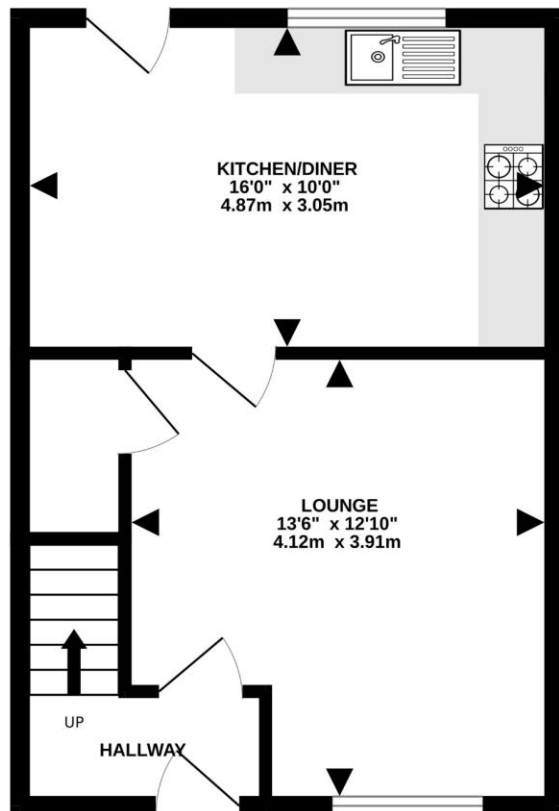 KITCHEN/DINER
16'0" x 10'0"
4.87m x 3.05m
LOUNGE
13'6" x 12'10"
4.12m x 3.91m
UP
HALLWAY